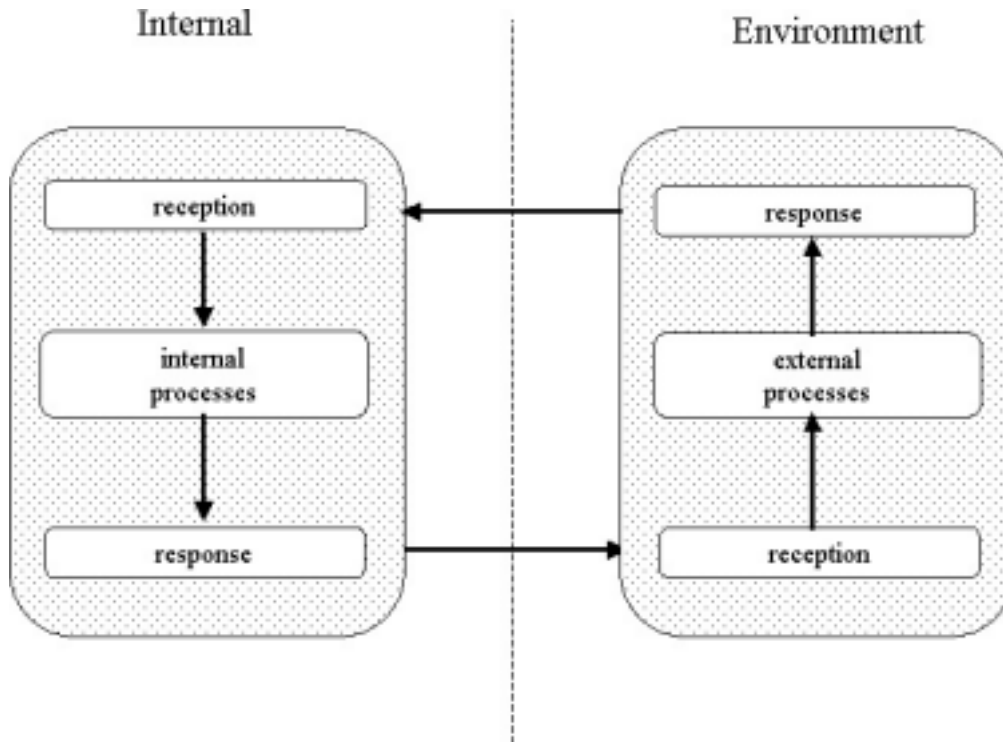 Internal
Environment
reception
internal
processes
response
response
external
processes
reception